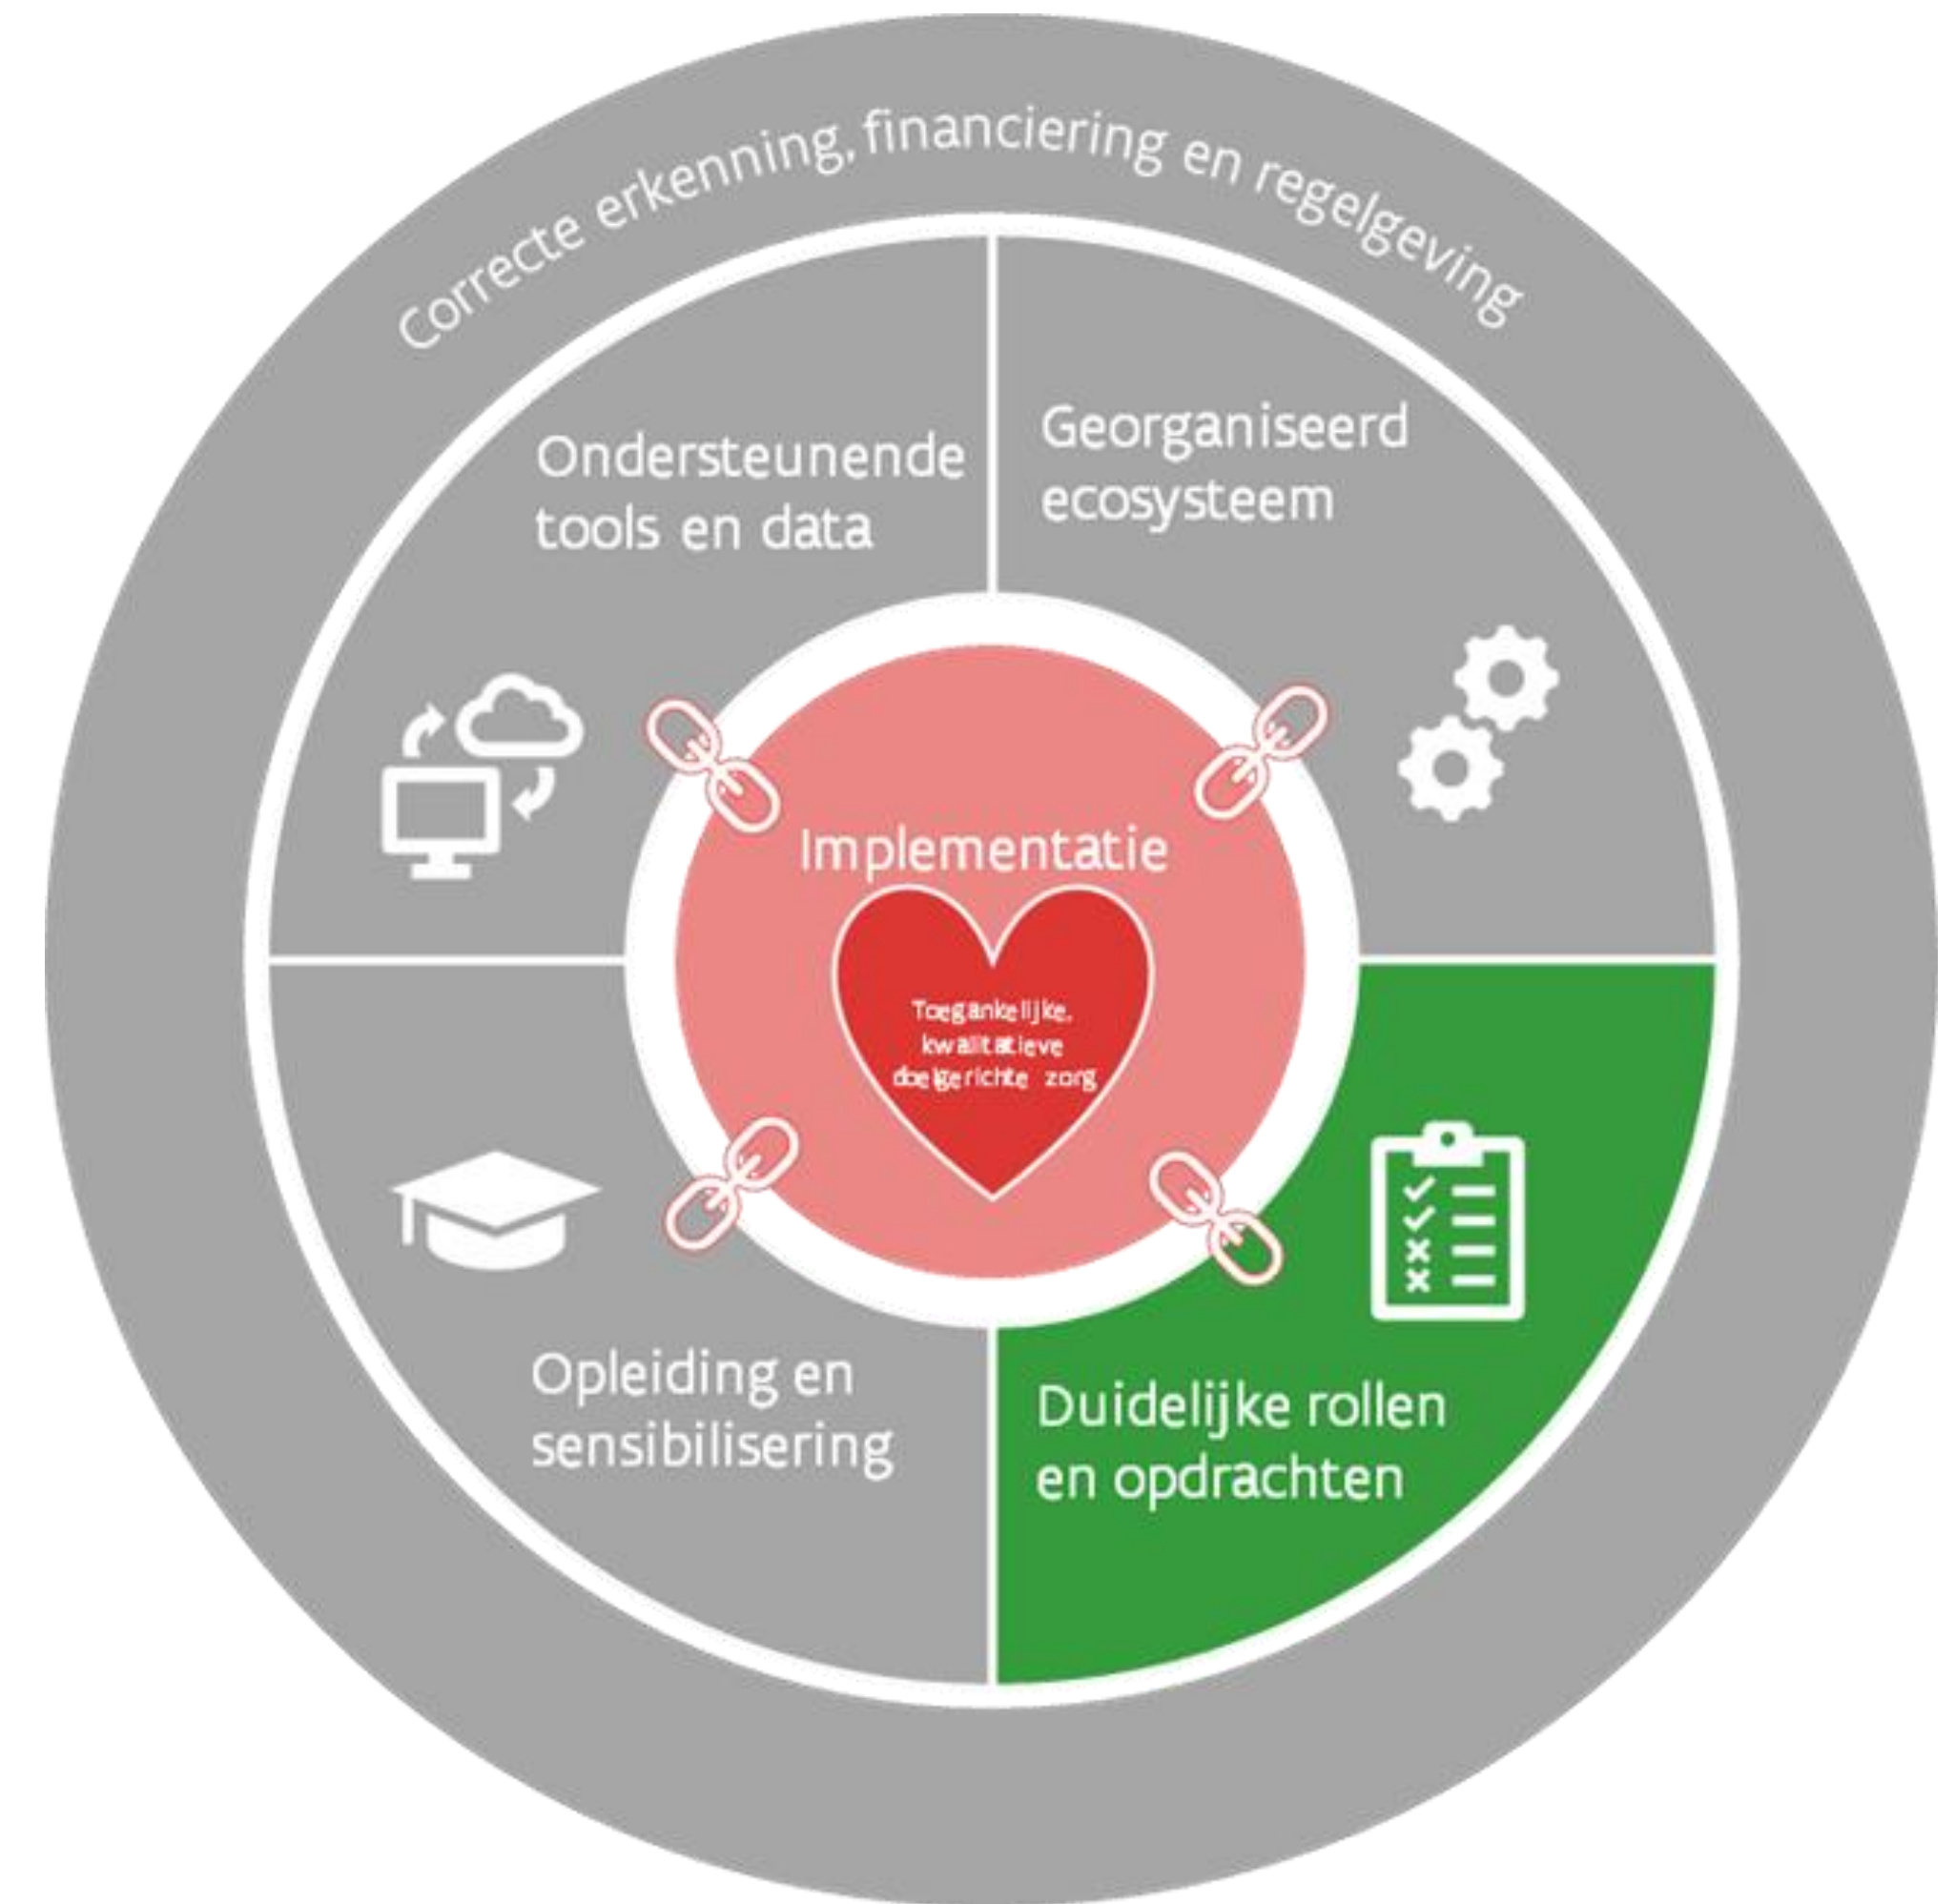 Correcte erkenning, financiering en regelgeving
Ondersteunende
tools en data
Georganiseerd
ecosysteem
Implementatie
Toegankelijke,
kwalitatieve
doelgerichte zorg
Opleiding en
sensibilisering
Duidelijke rollen
en opdrachten